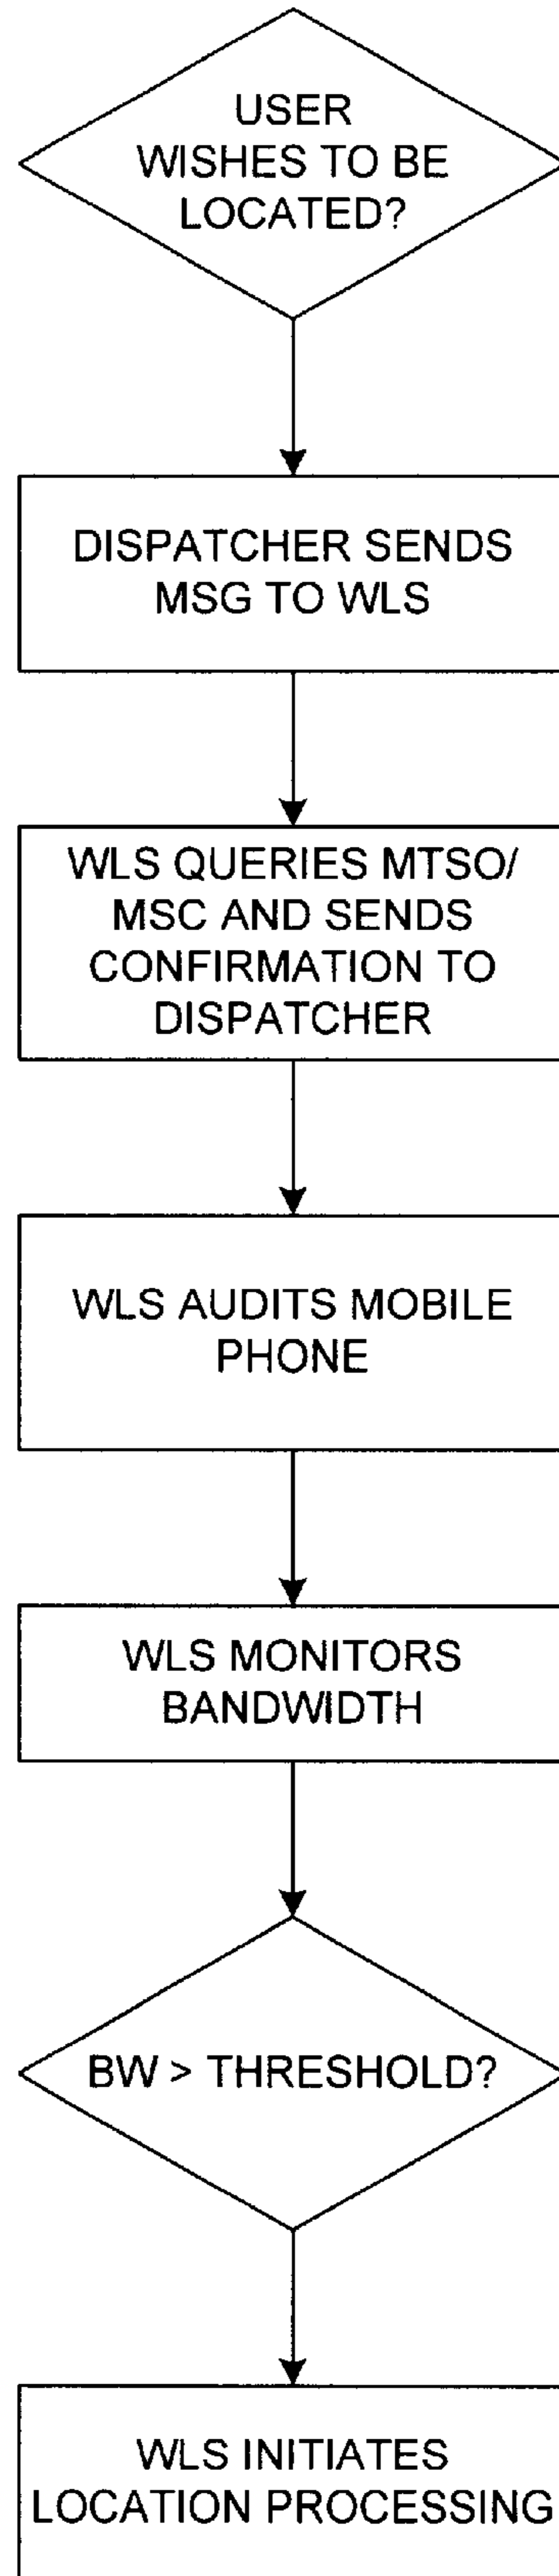 USER
WISHES TO BE
LOCATED?
DISPATCHER SENDS
MSG TO WLS
WLS QUERIES MTSO/
MSC AND SENDS
CONFIRMATION TO
DISPATCHER
WLS AUDITS MOBILE
PHONE
WLS MONITORS
BANDWIDTH
BW > THRESHOLD?
WLS INITIATES
LOCATION PROCESSING